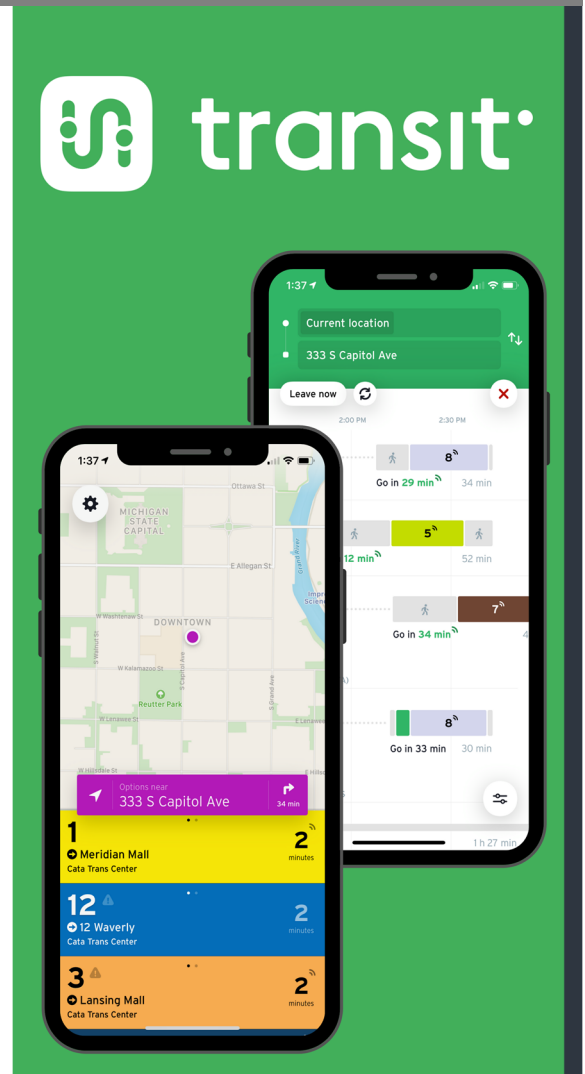 transit
1:37
Current location
333 S Capitol Ave
Leave now
2:00 PM
2:30 PM
8
Go in 29 min
34 min
5
12 min
52 min
7
Go in 34 min
4
A)
8
Go in 33 min
30 min
S
1 h 27 min
1:37
Ottawa St
MICHIGAN
STATE
CAPITAL
E Allegan St
Grand River
Impr
Scien
W Washtenaw St
DOWNTOWN
S Walnut St
W Kalamazoo St
S Capitol Ave
S Grand Ave
Reutter Park
W Lenawee St
E Lenawee
W Hillsdale St
E Hills
Options near
333 S Capitol Ave
34 min
1
Meridian Mall
Cata Trans Center
2
minutes
12
12 Waverly
Cata Trans Center
2
minutes
3
Lansing Mall
Cata Trans Center
2
minutes